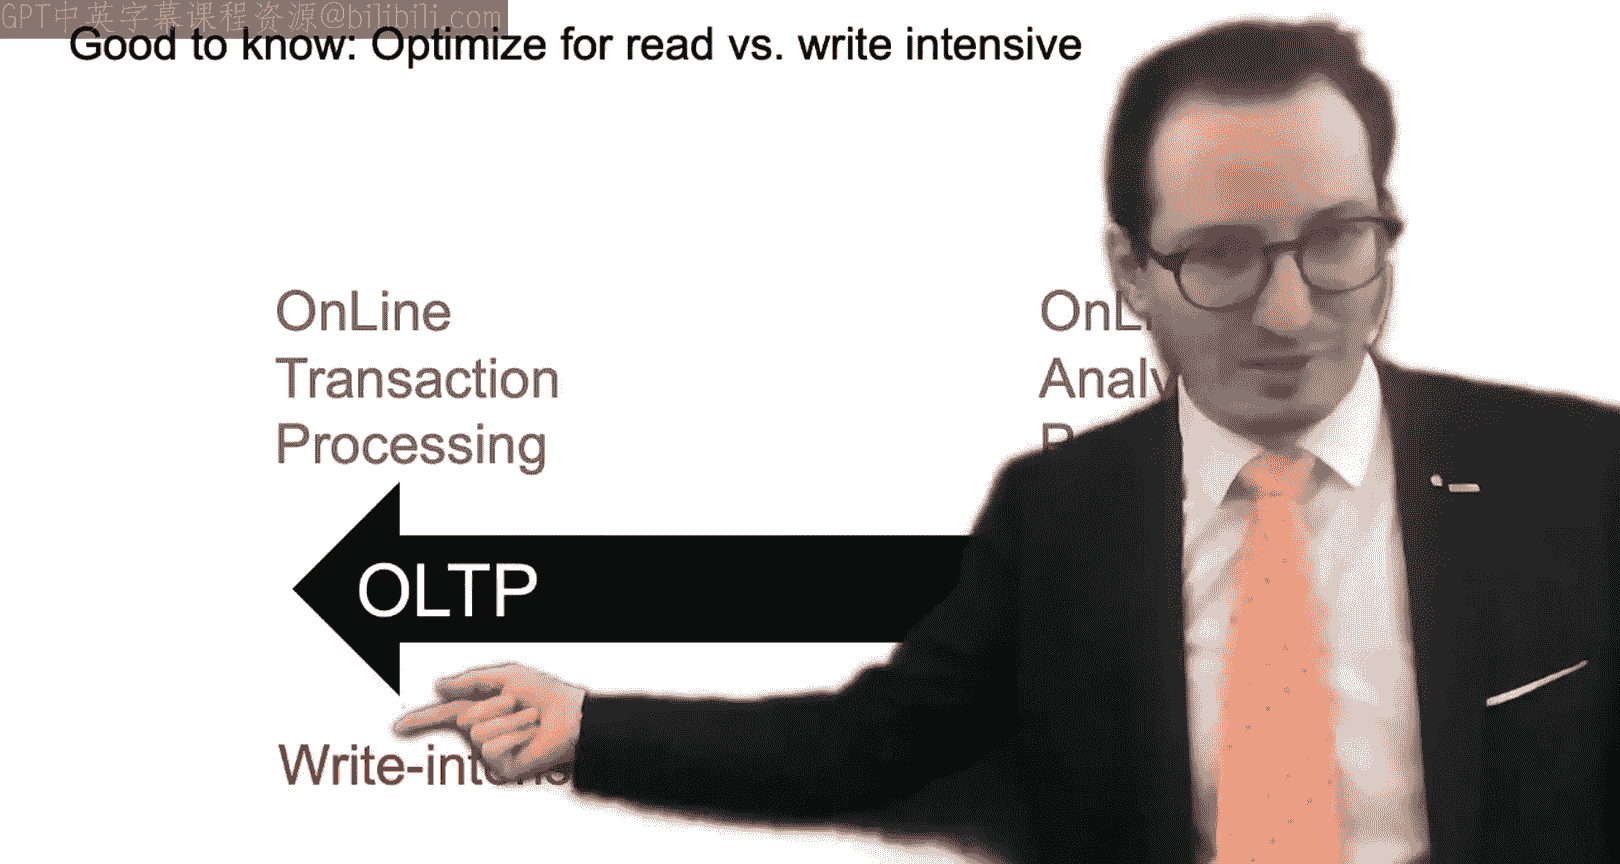 GPT中英字幕课程资源@bilibili.com
Good to know: Optimize for read vs. write intensive
OnLine
Transaction
Processing
OLTP